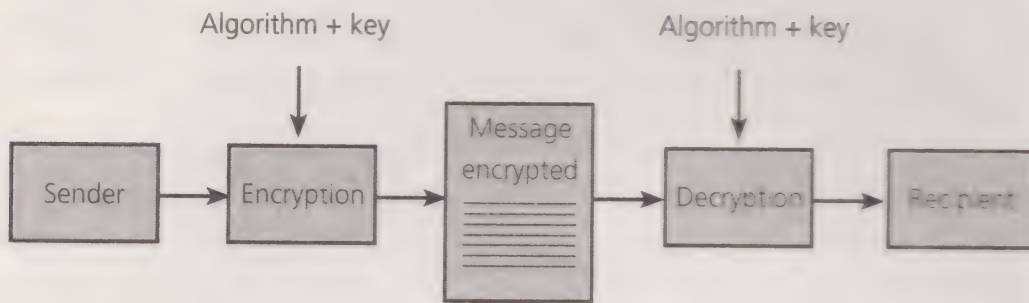 Algorithm + key
Algorithm + key
Sender
Encryption
Message
encrypted
Decryption
Recipient